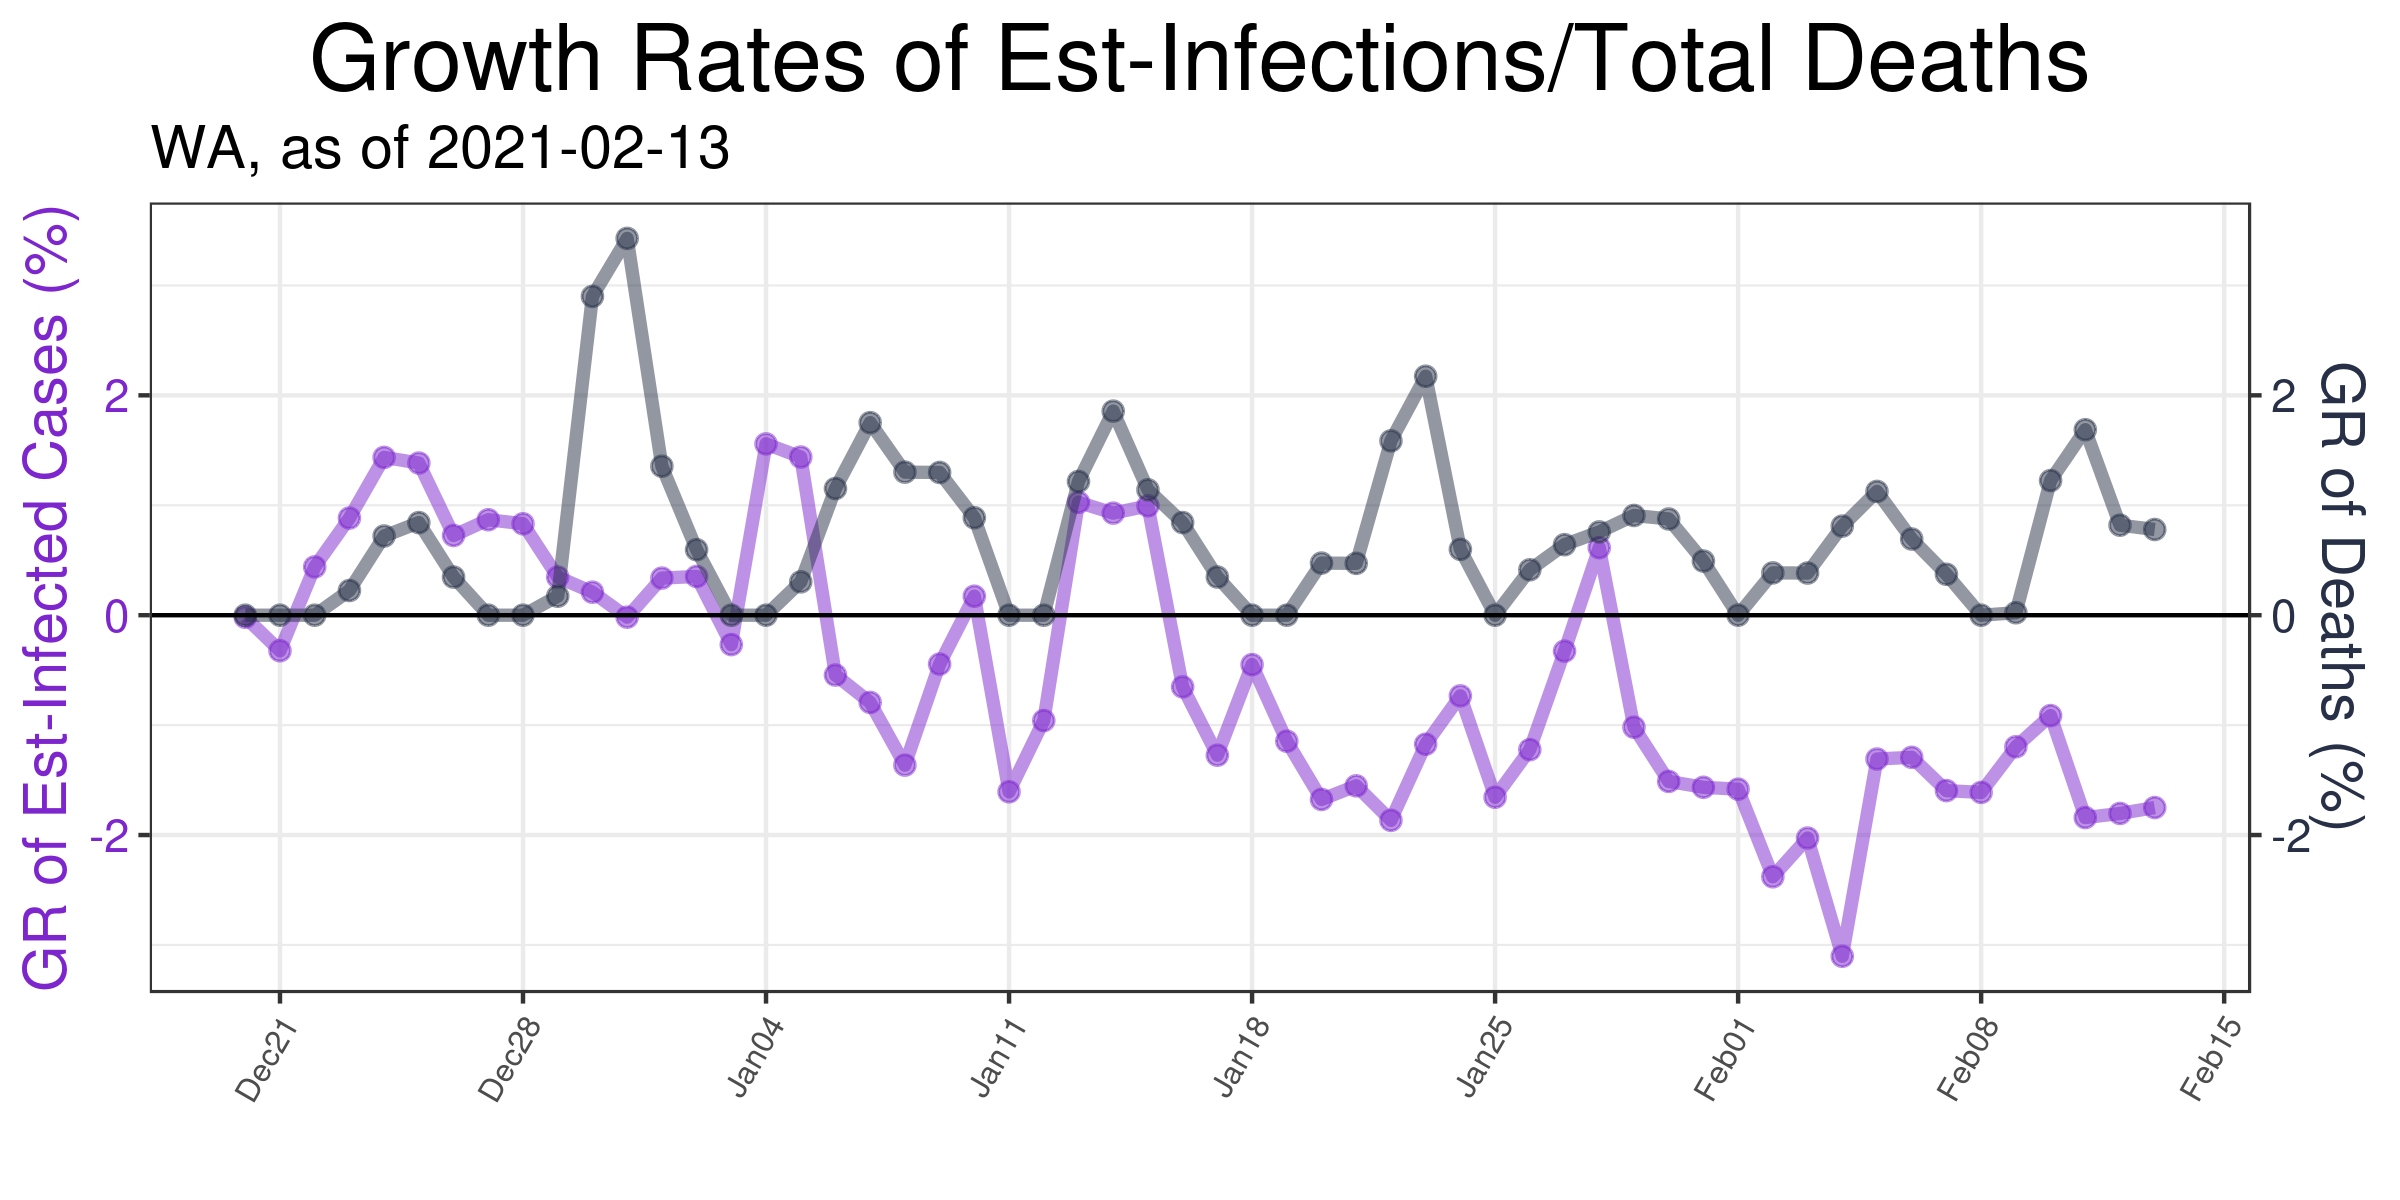 Growth Rates of Est-Infections/Total Deaths
WA, as of 2021-02-13
GR of Est-Infected Cases (%)
2
0
-2
2
0
-2
GR of Deaths (%)
Dec21
Dec28
Jan04
Jan11
Jan18
Jan25
Feb01
Feb08
Feb15